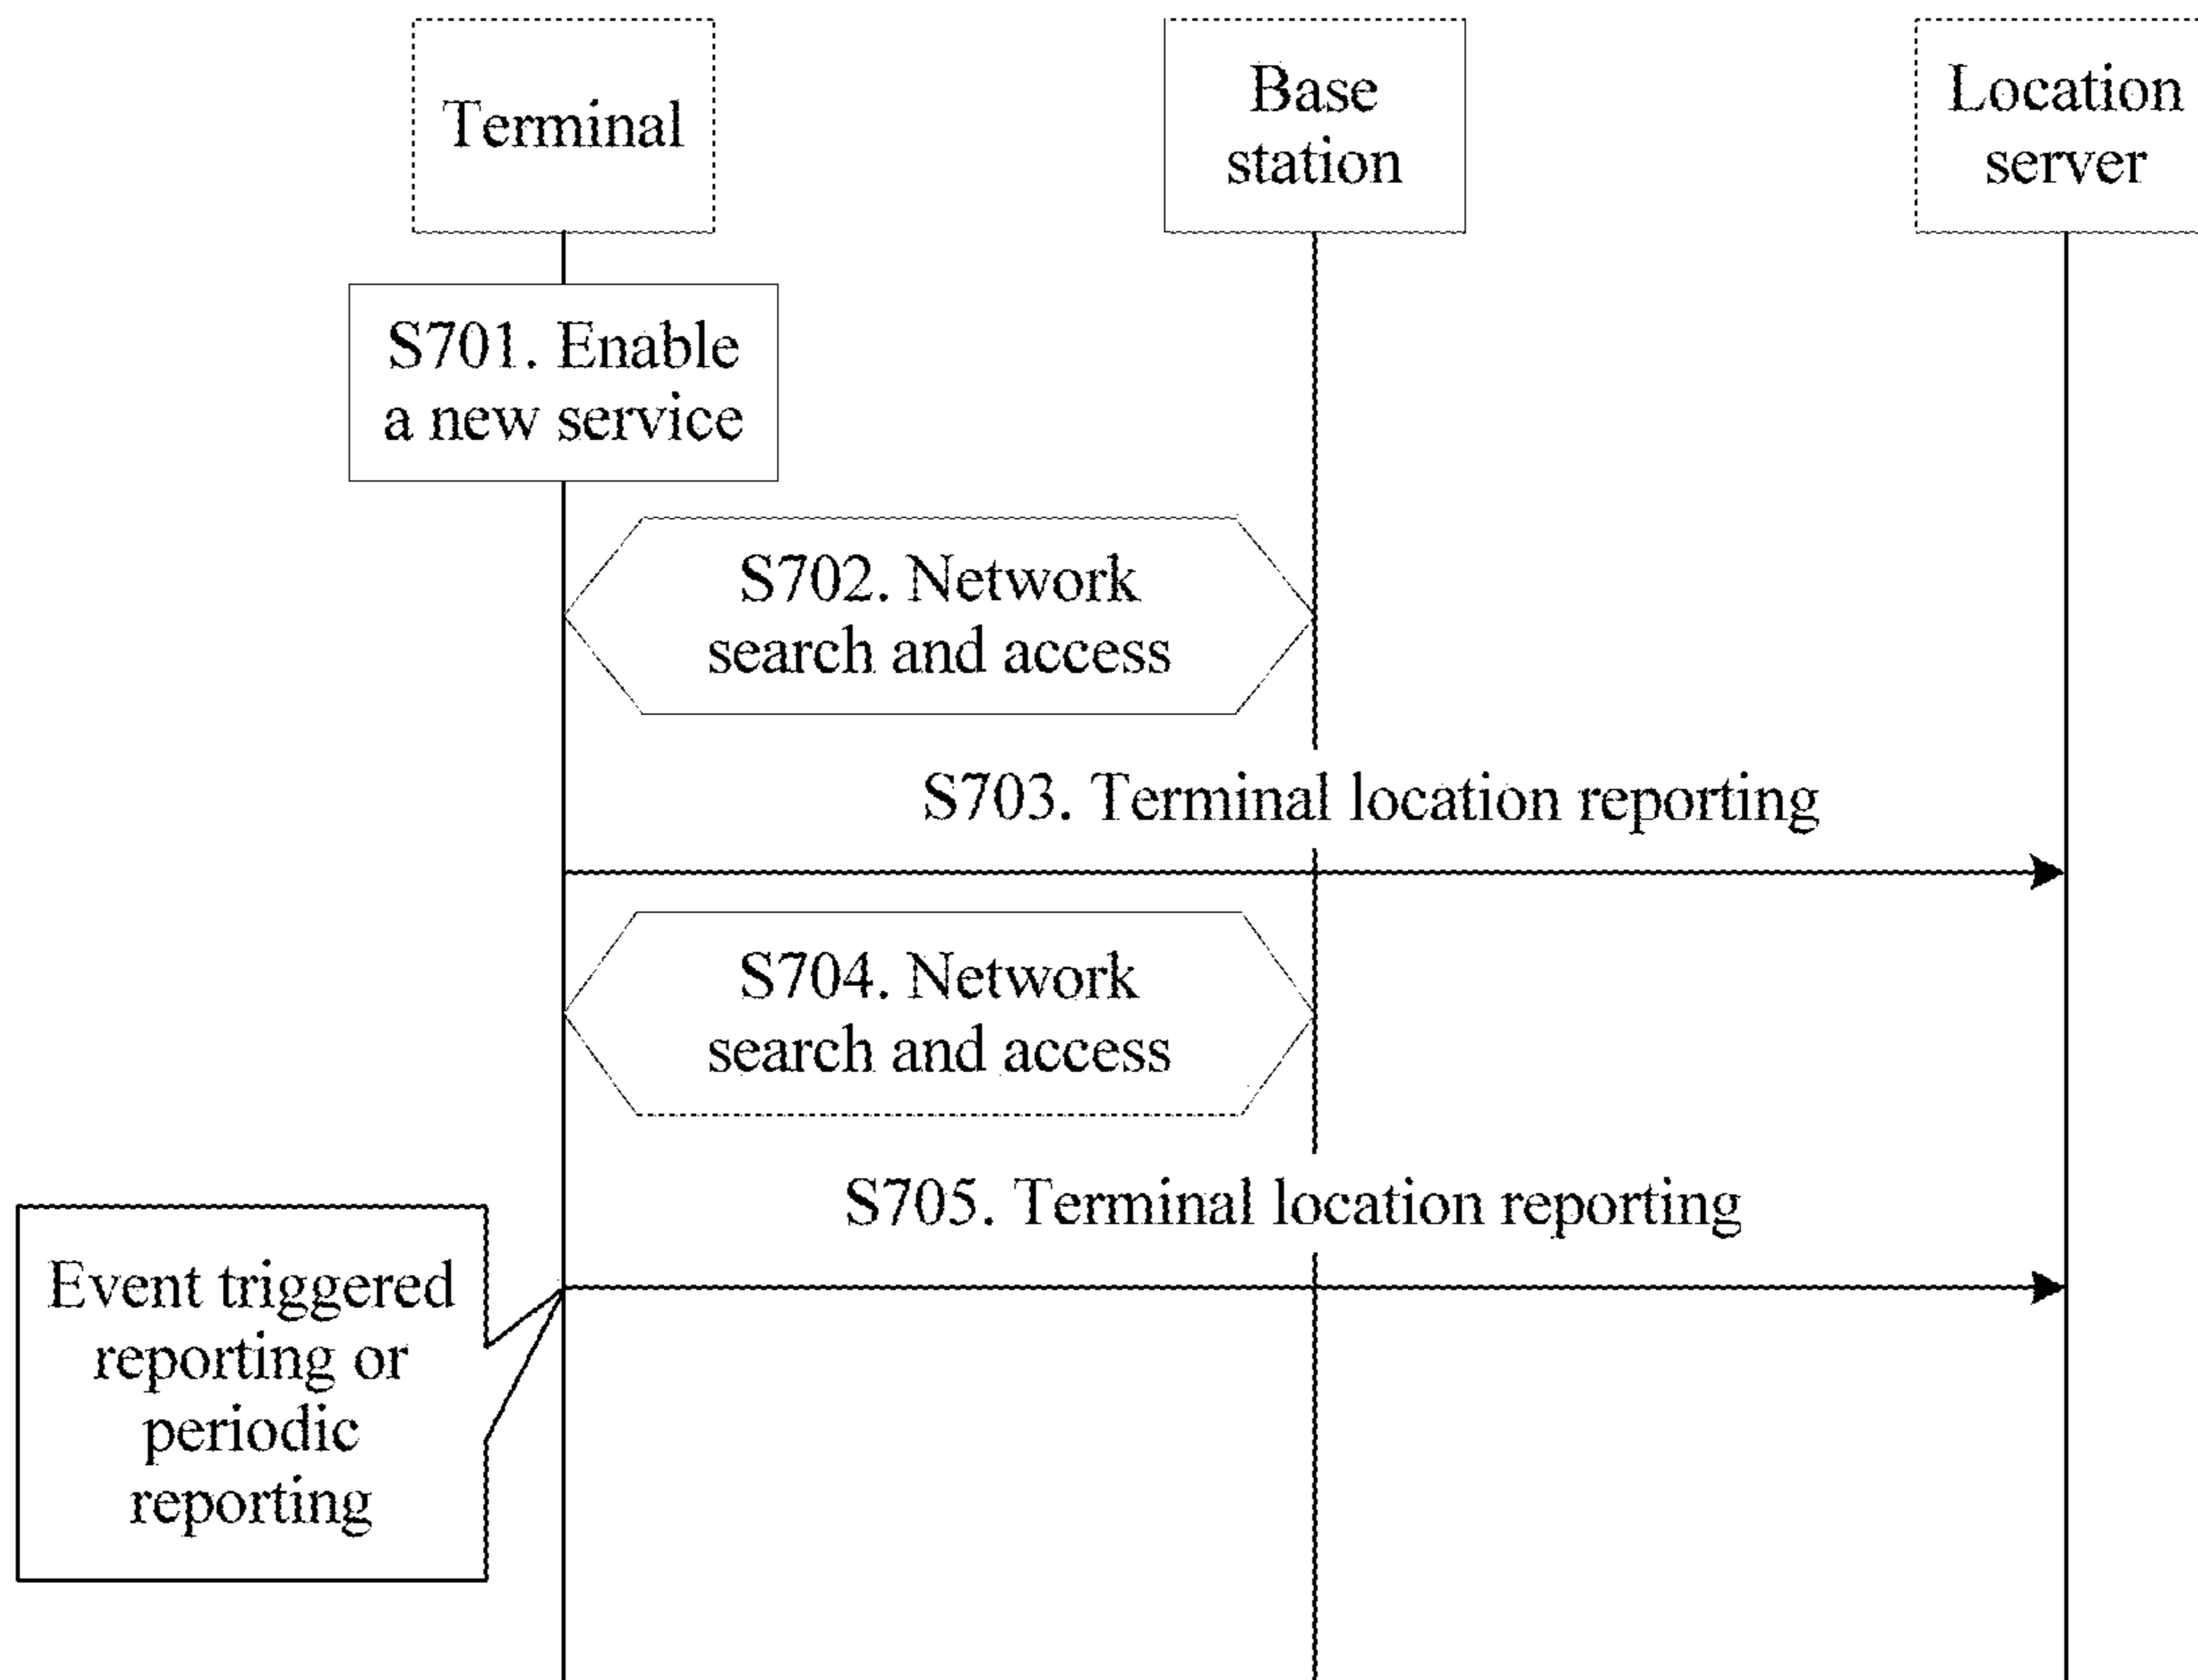 Terminal
Base
station
Location
server
S701. Enable
a new service
S702. Network
search and access
S703. Terminal location reporting
S704. Network
search and access
S705. Terminal location reporting
Event triggered
reporting or
periodic
reporting